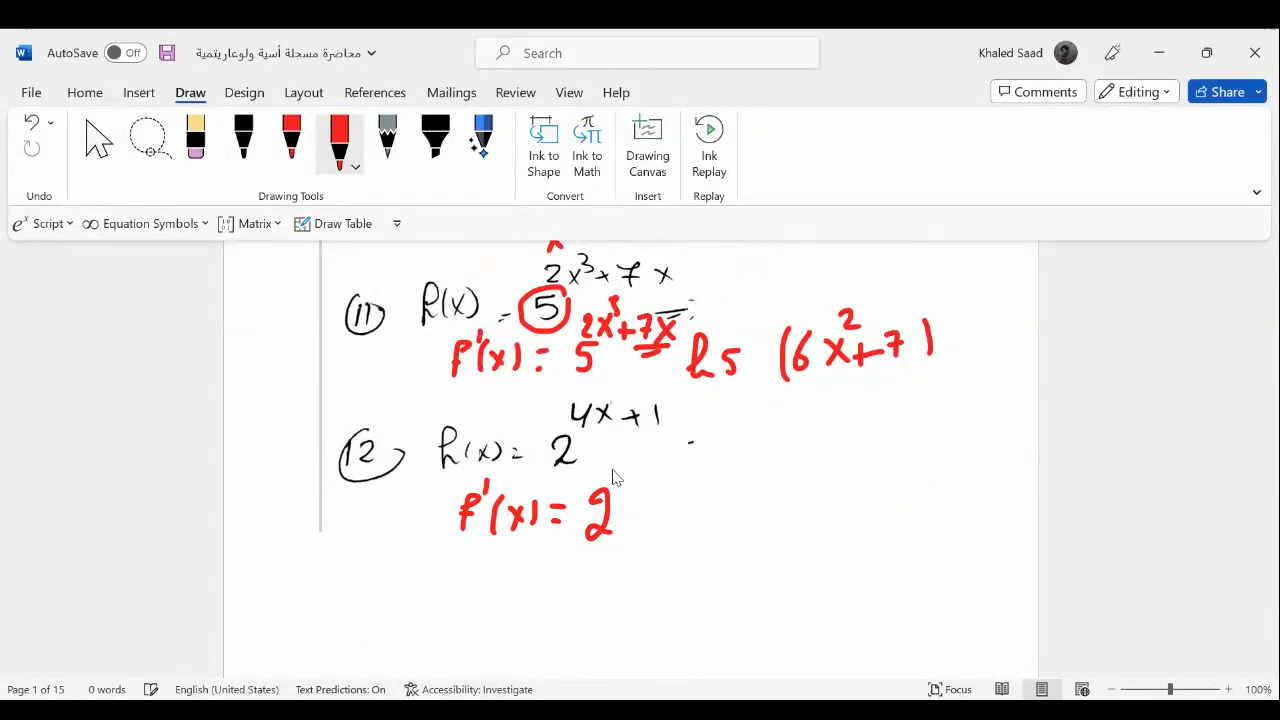 AutoSave Off محاضرة مسجلة أسية ولوغاريتمية Search Khaled Saad
File Home Insert Draw Design Layout References Mailings Review View Help Comments Editing Share
Undo
Drawing Tools
Ink to Shape
Ink to Math
Convert
Drawing Canvas
Insert
Ink Replay
Replay
Script Equation Symbols Matrix Draw Table
x
11 h(x) = 5^{2x³+7x}
f'(x) = 5^{2x³+7x} ln 5 (6x²+7)
12 h(x) = 2^{4x+1}
f'(x) = 2
Page 1 of 15 0 words English (United States) Text Predictions: On Accessibility: Investigate Focus 100%